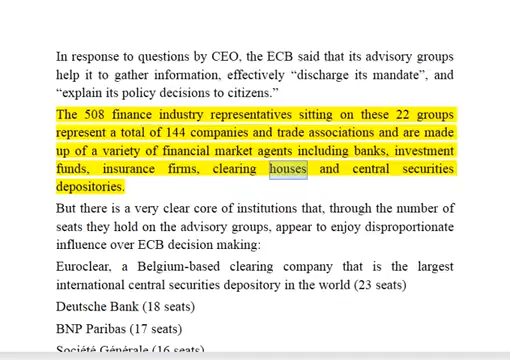 In response to questions by CEO, the ECB said that its advisory groups
help it to gather information, effectively “discharge its mandate”, and
“explain its policy decisions to citizens.”
The 508 finance industry representatives sitting on these 22 groups
represent a total of 144 companies and trade associations and are made
up of a variety of financial market agents including banks, investment
funds, insurance firms, clearing houses and central securities
depositories.
But there is a very clear core of institutions that, through the number of
seats they hold on the advisory groups, appear to enjoy disproportionate
influence over ECB decision making:
Euroclear, a Belgium-based clearing company that is the largest
international central securities depository in the world (23 seats)
Deutsche Bank (18 seats)
BNP Paribas (17 seats)
Société Générale (16 seats)